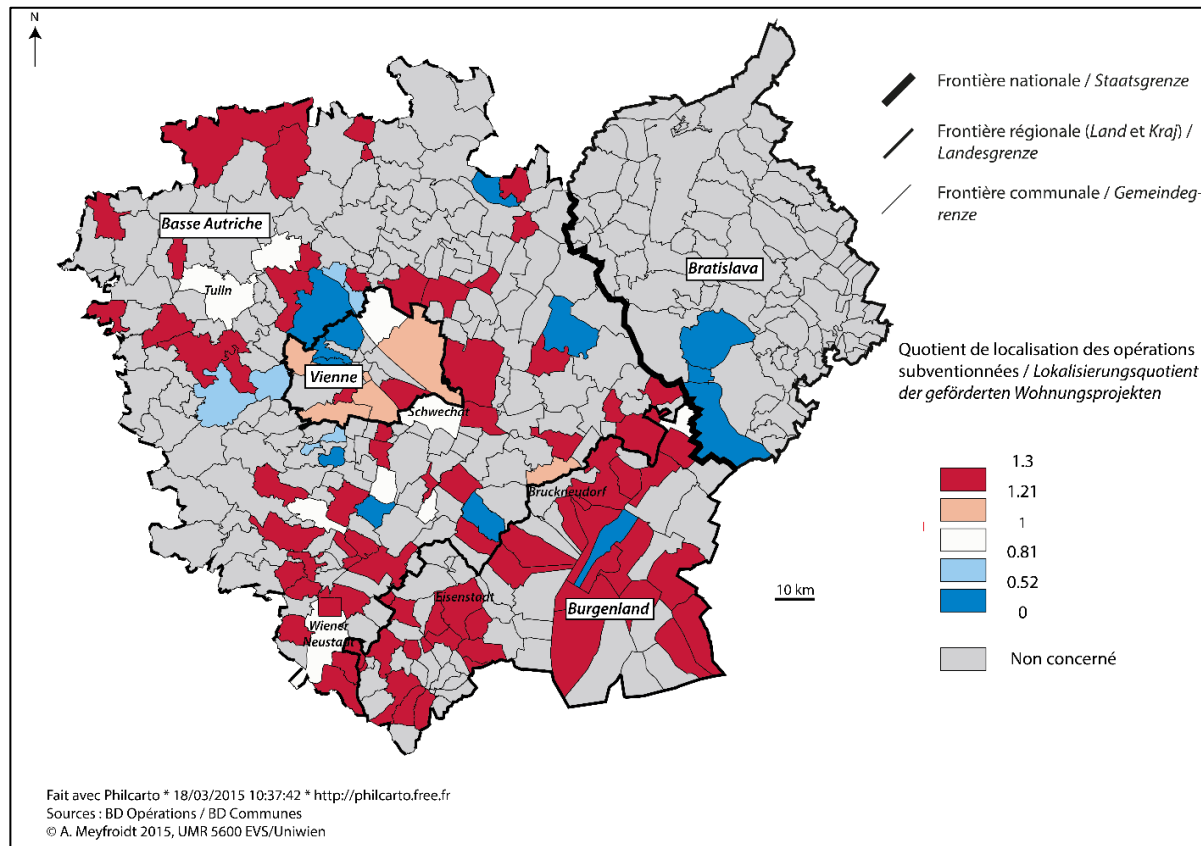 N
Frontière nationale / Staatsgrenze
Frontière régionale (Land et Kraj) /
Landesgrenze
Frontière communale / Gemeindeg-
renze
Basse Autriche
Tulln
Bratislava
Vienne
Schwechat
Bruckneudorf
Eisenstadt
Burgenland
Wiener
Neustadt
10 km
Quotient de localisation des opérations
subventionnées / Lokalisierungsquotient
der geförderten Wohnungsprojekten
1.3
1.21
1
0.81
0.52
0
Non concerné
Fait avec Philcarto * 18/03/2015 10:37:42 * http://philcarto.free.fr
Sources : BD Opérations / BD Communes
© A. Meyfroidt 2015, UMR 5600 EVS/Uniwien